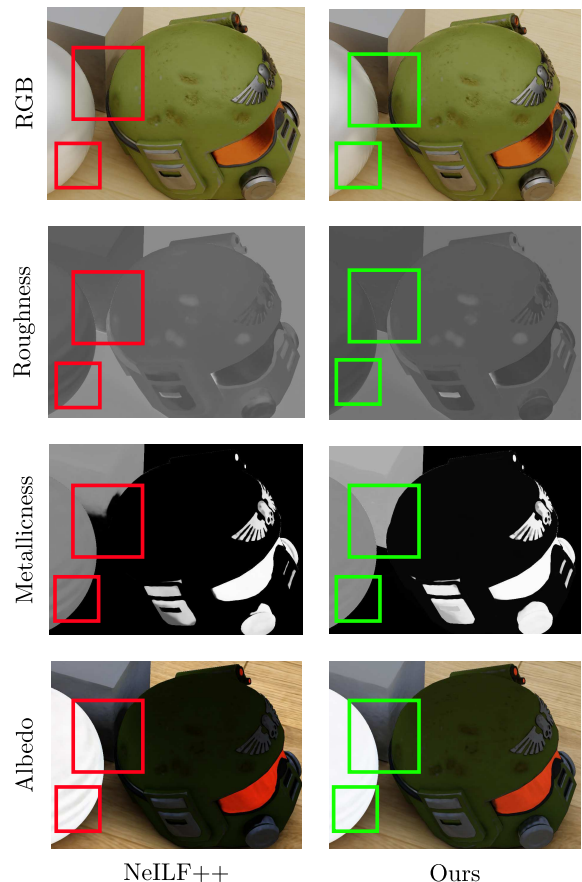 RGB
Roughness
Metallicness
Albedo
NeILF++
Ours